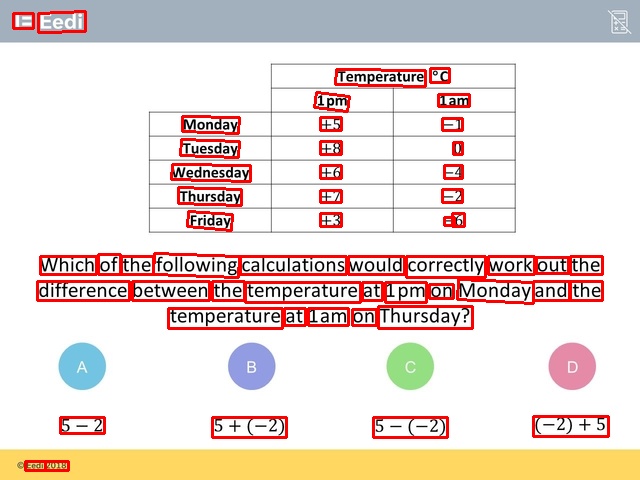 Eedi
Temperature °C
1pm 1am
Monday +5 −1
Tuesday +8 0
Wednesday +6 −4
Thursday +7 −2
Friday +3 −6
Which of the following calculations would correctly work out the
difference between the temperature at 1pm on Monday and the
temperature at 1am on Thursday?
A B C D
5 − 2 5 + (−2) 5 − (−2) (−2) + 5
© Eedi 2018